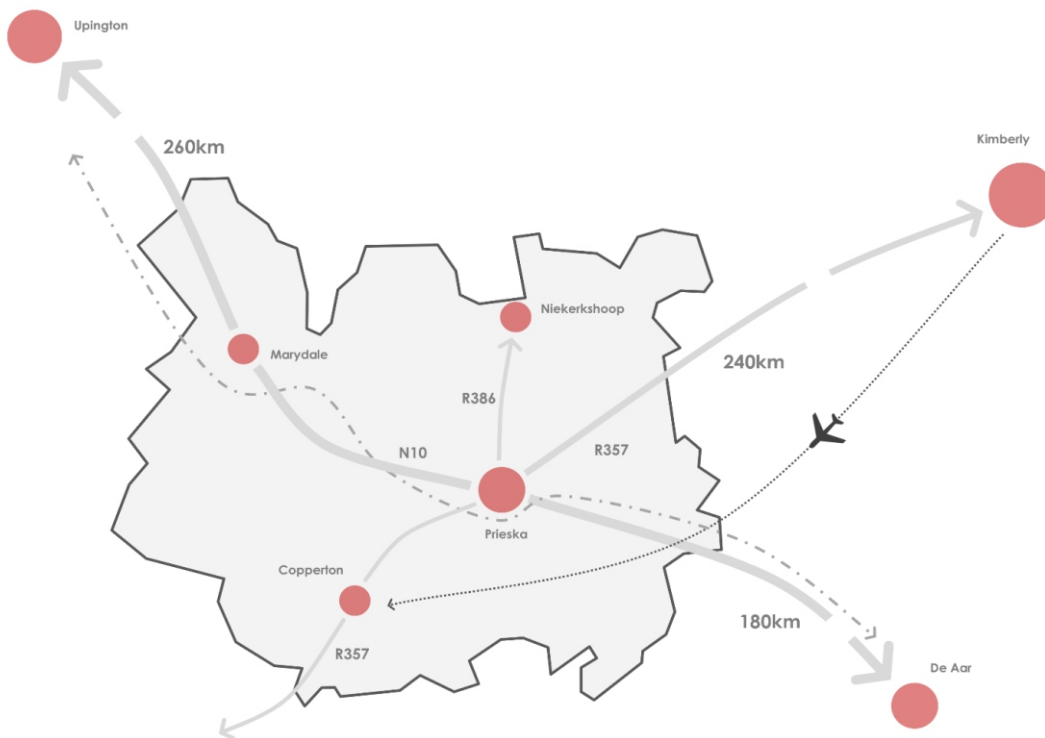 Upington
260km
Kimberly
Niekerkshoop
Marydale
240km
R386
N10
R357
Prieska
Copperton
180km
R357
De Aar